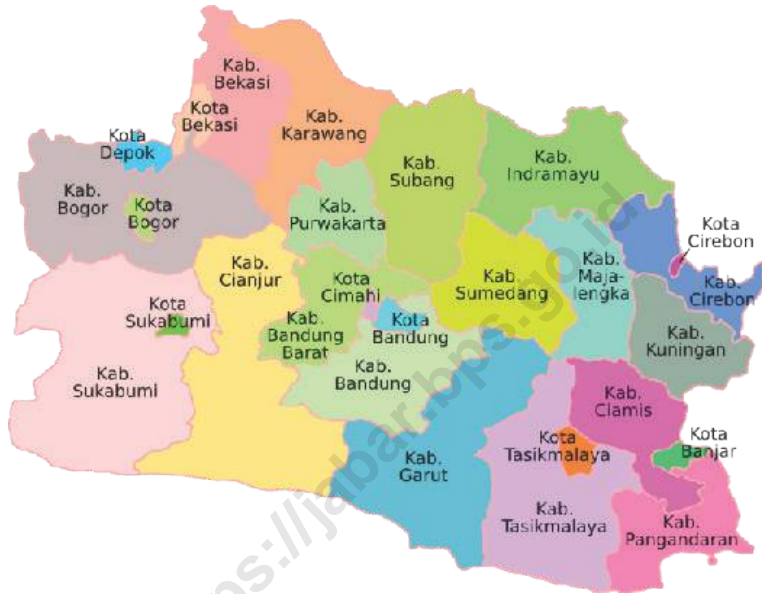 Kab.
Bekasi
Kota
Bekasi
Kab.
Karawang
Kota
Depok
Kab.
Subang
Kab.
Indramayu
Kab.
Bogor
Kota
Bogor
Kab.
Purwakarta
Kota
Cirebon
Kab.
Cianjur
Kota
Cimahi
Kab.
Sumedang
Kab.
Maja-
lengka
Kab.
Cirebon
Kota
Sukabumi
Kab.
Bandung
Barat
Kota
Bandung
Kab.
Kuningan
Kab.
Sukabumi
Kab.
Bandung
Kab.
Ciamis
Kota
Tasikmalaya
Kota
Banjar
Kab.
Garut
Kab.
Tasikmalaya
Kab.
Pangandaran
ps://jabar.bps.go.id